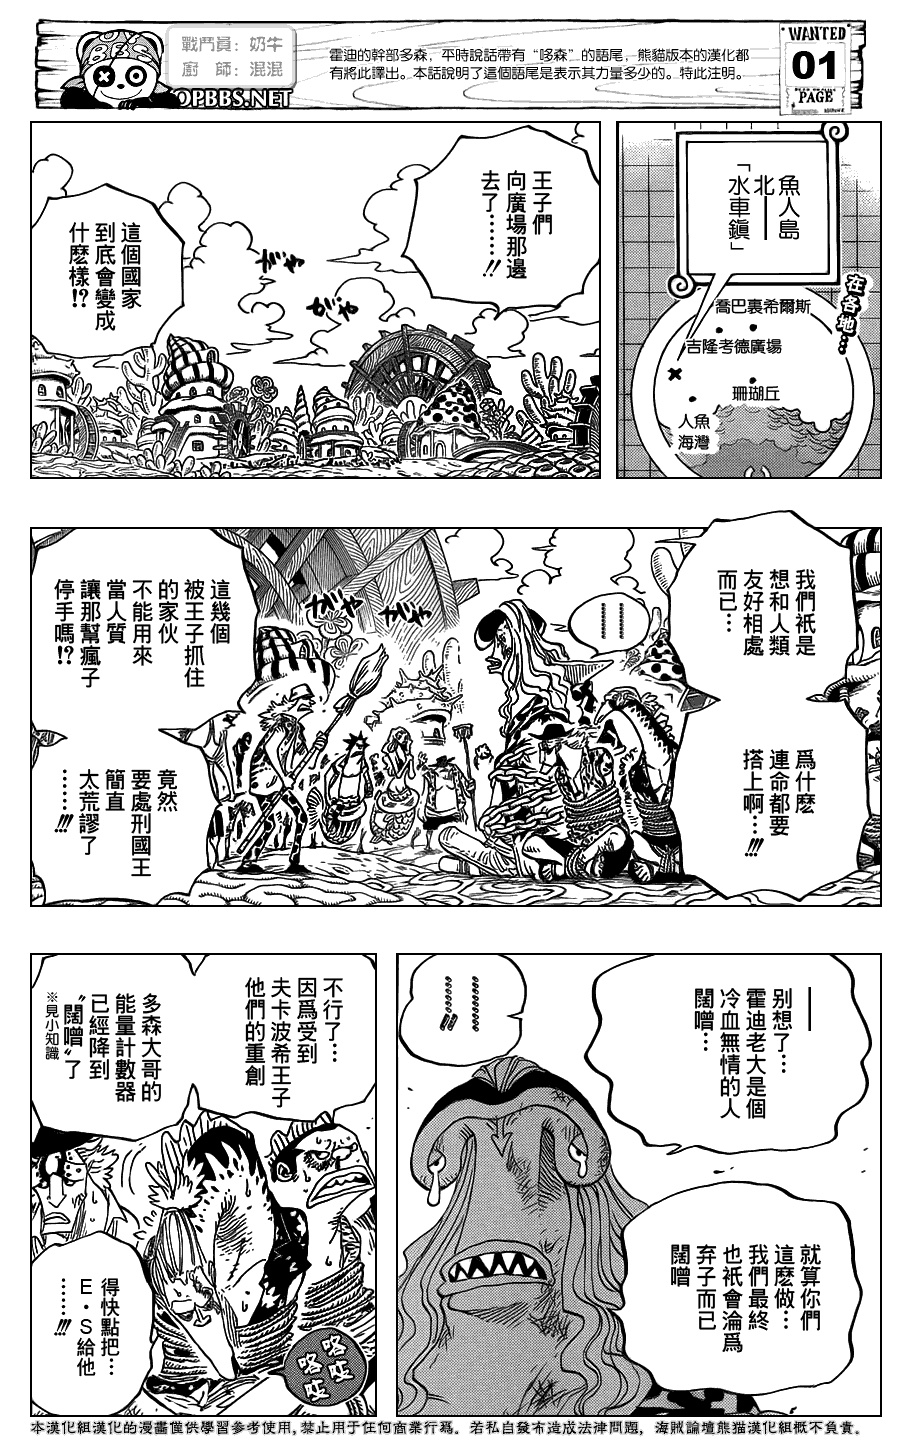 戰鬥員：奶牛
廚　師：混混
OPBBS.NET
霍迪的幹部多森，平時說話帶有“哆森”的語尾，熊貓版本的漢化都
有將此譯出。本話說明了這個語尾是表示其力量多少的。特此注明。
WANTED
01
PAGE
魚人島
北——
「水車鎮」
在各地…
喬巴裏希爾斯
吉隆考德廣場
珊瑚丘
人魚
海灣
王子們
向廣場那邊
去了……!!
這個國家
到底會變成
什麼樣!?
ガヤ
ガヤ
我們衹是
想和人類
友好相處
而已…
爲什麼
連命都要
搭上啊…!!!
…………
ガヤ
ガヤ
這幾個
被王子抓住
的家伙
不能用來
當人質
讓那幫瘋子
停手嗎!?
竟然
要處刑國王
簡直
太荒謬了
……!!!
——
别想了…
霍迪老大是個
冷血無情的人
闊噌…
就算你們
這麼做…
我們最終
也衹會淪爲
弃子而已
闊噌
…………!!
不行了…
因爲受到
夫卡波希王子
他們的重創
多森大哥的
能量計數器
已經降到
“闊噌”了
※見小知識
得快點把…
E・S給他
……!!!
咯咬
咯咬
本漢化組漢化的漫畫僅供學習參考使用，禁止用于任何商業行爲。若私自發布造成法律問題，海賊論壇熊猫漢化組概不負責。